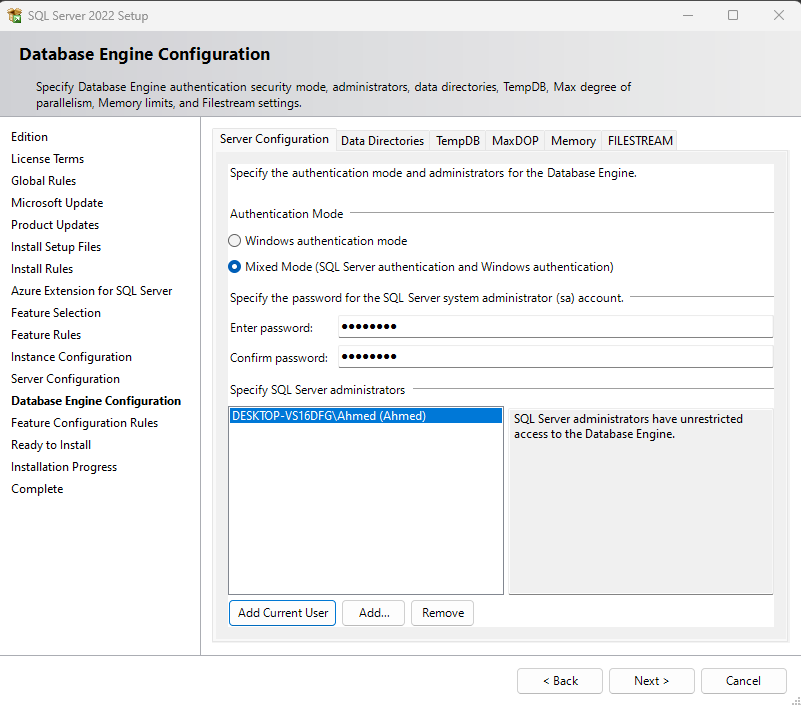 SQL Server 2022 Setup
Database Engine Configuration
Specify Database Engine authentication security mode, administrators, data directories, TempDB, Max degree of
parallelism, Memory limits, and Filestream settings.
Edition
License Terms
Global Rules
Microsoft Update
Product Updates
Install Setup Files
Install Rules
Azure Extension for SQL Server
Feature Selection
Feature Rules
Instance Configuration
Server Configuration
Database Engine Configuration
Feature Configuration Rules
Ready to Install
Installation Progress
Complete
Server Configuration Data Directories TempDB MaxDOP Memory FILESTREAM
Specify the authentication mode and administrators for the Database Engine.
Authentication Mode
Windows authentication mode
Mixed Mode (SQL Server authentication and Windows authentication)
Specify the password for the SQL Server system administrator (sa) account.
Enter password: ●●●●●●●●
Confirm password: ●●●●●●●●
Specify SQL Server administrators
DESKTOP-VS16DFG\Ahmed (Ahmed)
SQL Server administrators have unrestricted
access to the Database Engine.
Add Current User Add... Remove
< Back Next > Cancel